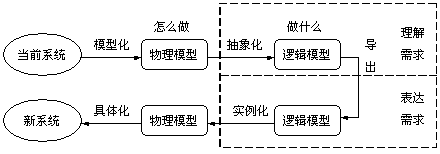 怎么做
做什么
理解
需求
当前系统
模型化
物理模型
抽象化
逻辑模型
导
出
新系统
具体化
物理模型
实例化
逻辑模型
表达
需求